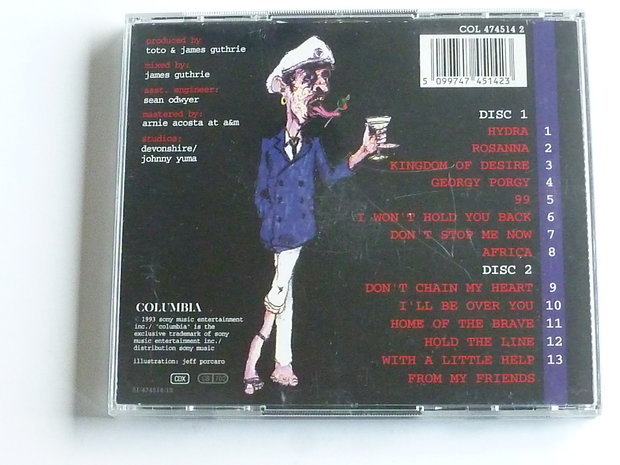 produced by
toto & james guthrie
mixed by:
james guthrie
asst. engineer:
sean odwyer
mastered by:
arnie acosta at a&m
studios:
devonshire/
johnny yuma
COL 474514 2
5 099747 451423
DISC 1
HYDRA 1
ROSANNA 2
KINGDOM OF DESIRE 3
GEORGY PORGY 4
99 5
I WON'T HOLD YOU BACK 6
DON'T STOP ME NOW 7
AFRICA 8
DISC 2
DON'T CHAIN MY HEART 9
I'LL BE OVER YOU 10
HOME OF THE BRAVE 11
HOLD THE LINE 12
WITH A LITTLE HELP 13
FROM MY FRIENDS
COLUMBIA
© 1993 sony music entertainment
inc./ 'columbia' is the
exclusive trademark of sony
music entertainment inc./
distribution sony music
illustration: jeff porcaro
CDX